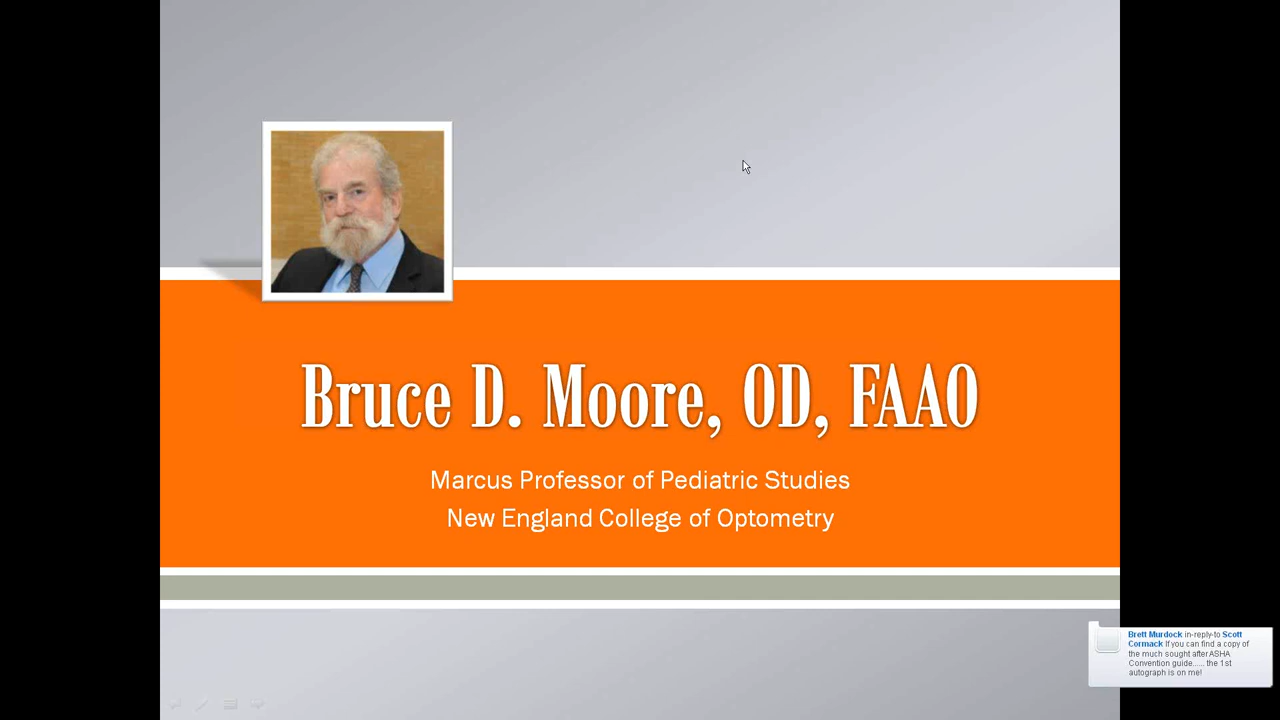 Bruce D. Moore, OD, FAAO
Marcus Professor of Pediatric Studies
New England College of Optometry
Brett Murdock in-reply-to Scott
Cormack If you can find a copy of
the much sought after ASHA
Convention guide...... the 1st
autograph is on me!